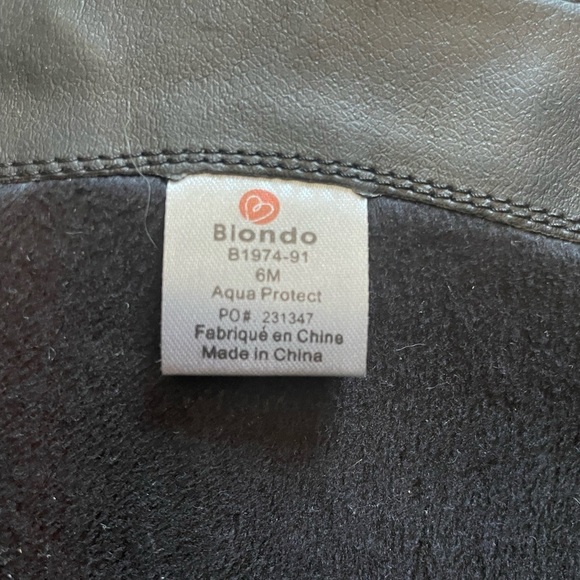 Blondo
B1974-91
6M
Aqua Protect
PO#. 231347
Fabriqué en Chine
Made in China